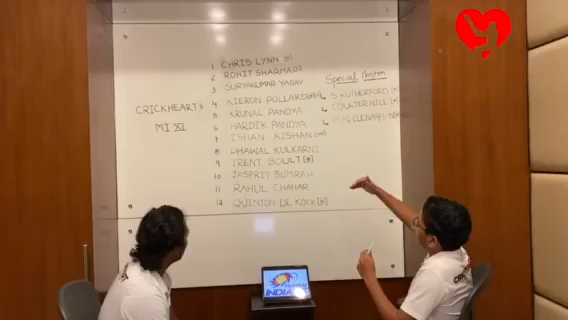 CRICKHEARTS
MI XI
1 CHRIS LYNN [*]
2 ROHIT SHARMA [C]
3 SURYAKUMAR YADAV
4 KIERON POLLARD
5 KRUNAL PANDYA
6 HARDIK PANDYA
7 ISHAN KISHAN
8 DHAWAL KULKARNI
9 TRENT BOULT [*]
10 JASPRIT BUMRAH
11 RAHUL CHAHAR
12 QUINTON DE KOCK [*]
Special Mention
S. RUTHERFORD [*]
COULTER NILE [*]
M. McCLENAGHAN
INDIANS